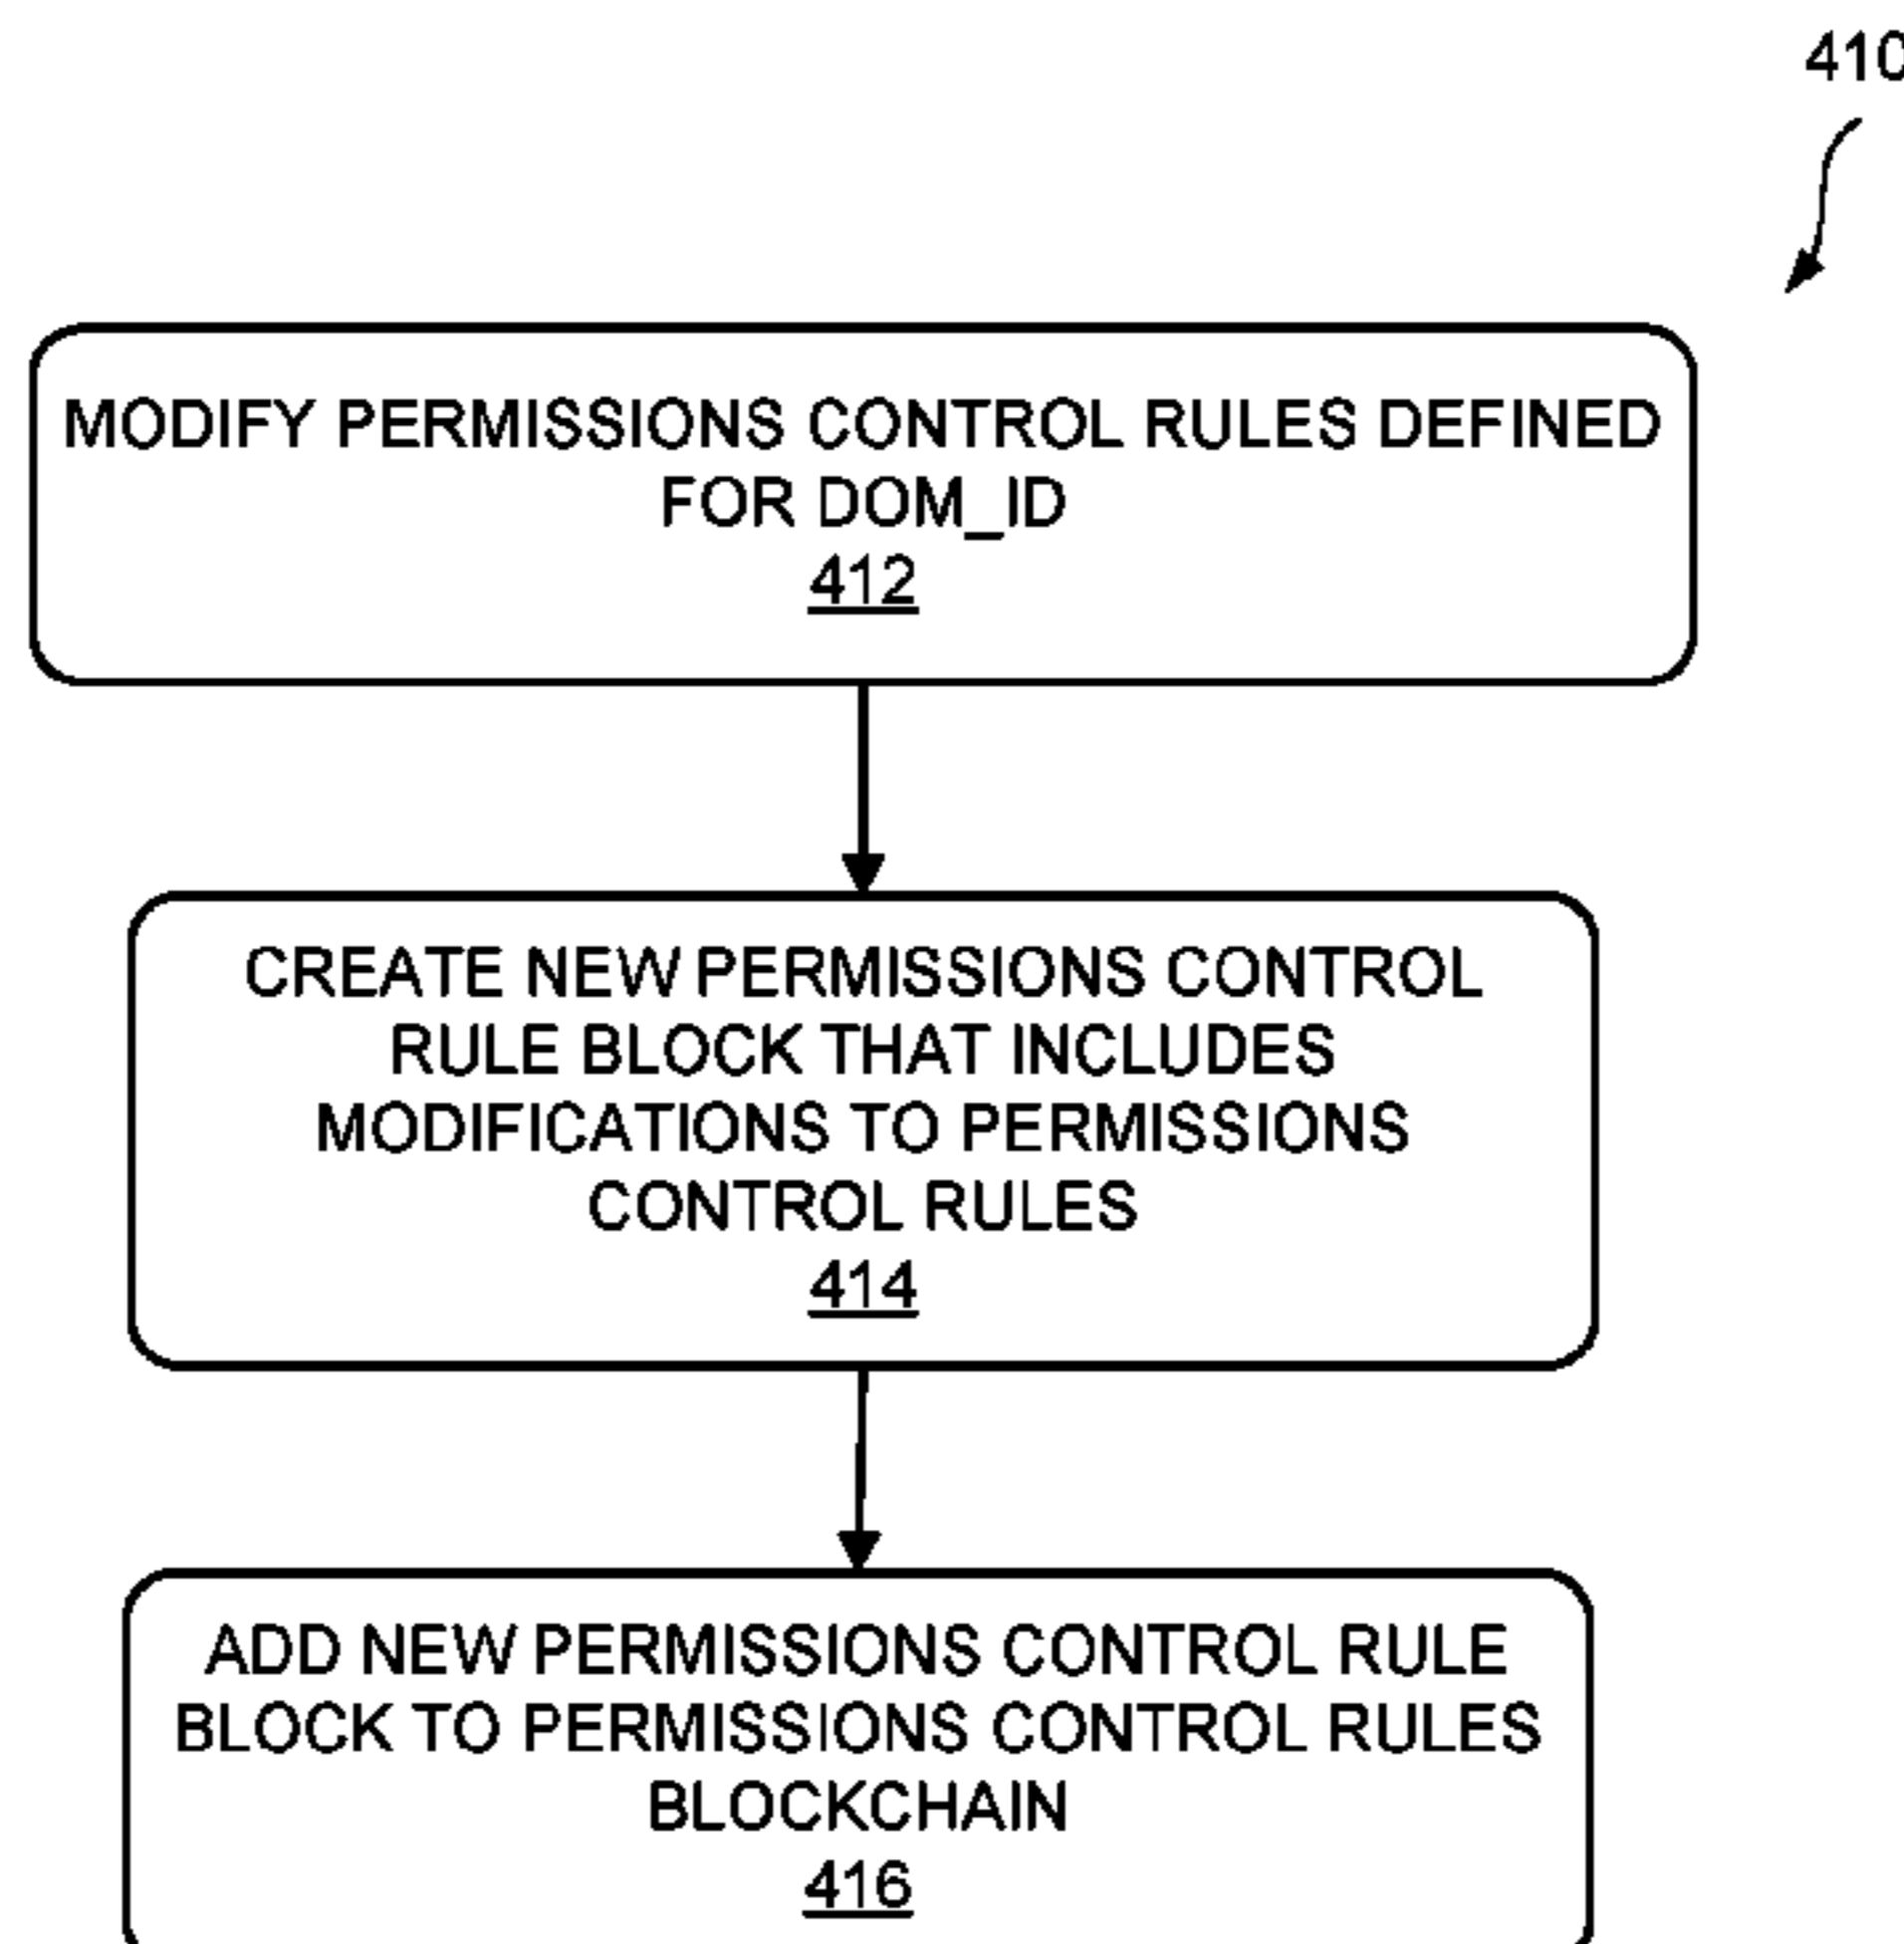 410
MODIFY PERMISSIONS CONTROL RULES DEFINED
FOR DOM_ID
412
CREATE NEW PERMISSIONS CONTROL
RULE BLOCK THAT INCLUDES
MODIFICATIONS TO PERMISSIONS
CONTROL RULES
414
ADD NEW PERMISSIONS CONTROL RULE
BLOCK TO PERMISSIONS CONTROL RULES
BLOCKCHAIN
416